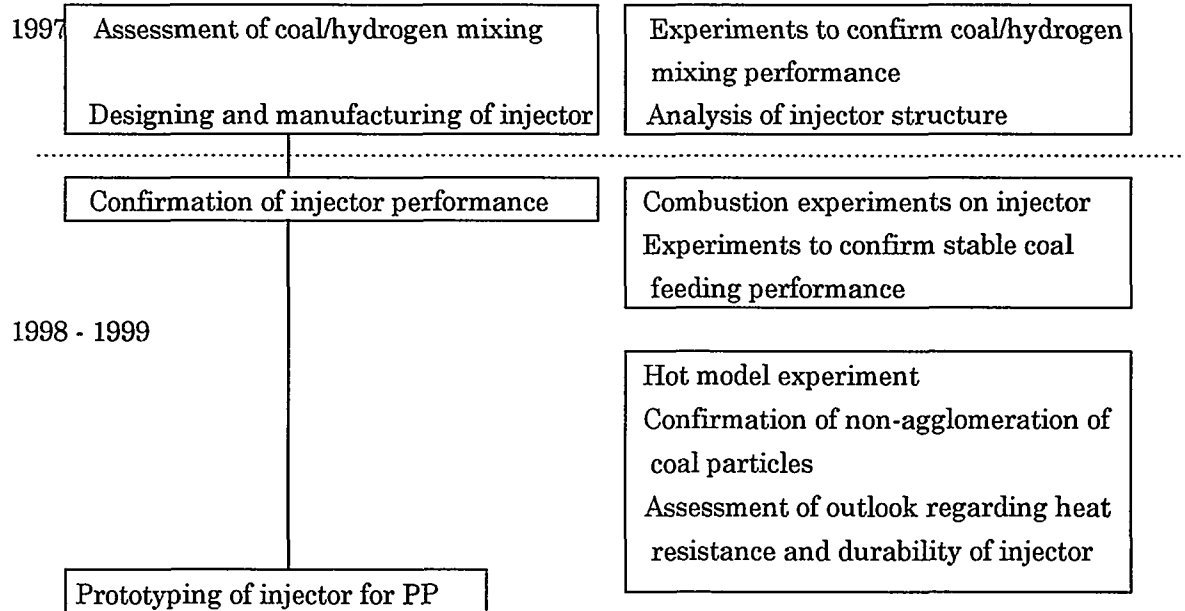 1997
Assessment of coal/hydrogen mixing
Designing and manufacturing of injector
Experiments to confirm coal/hydrogen
mixing performance
Analysis of injector structure
Confirmation of injector performance
Combustion experiments on injector
Experiments to confirm stable coal
feeding performance
1998 - 1999
Hot model experiment
Confirmation of non-agglomeration of
coal particles
Assessment of outlook regarding heat
resistance and durability of injector
Prototyping of injector for PP